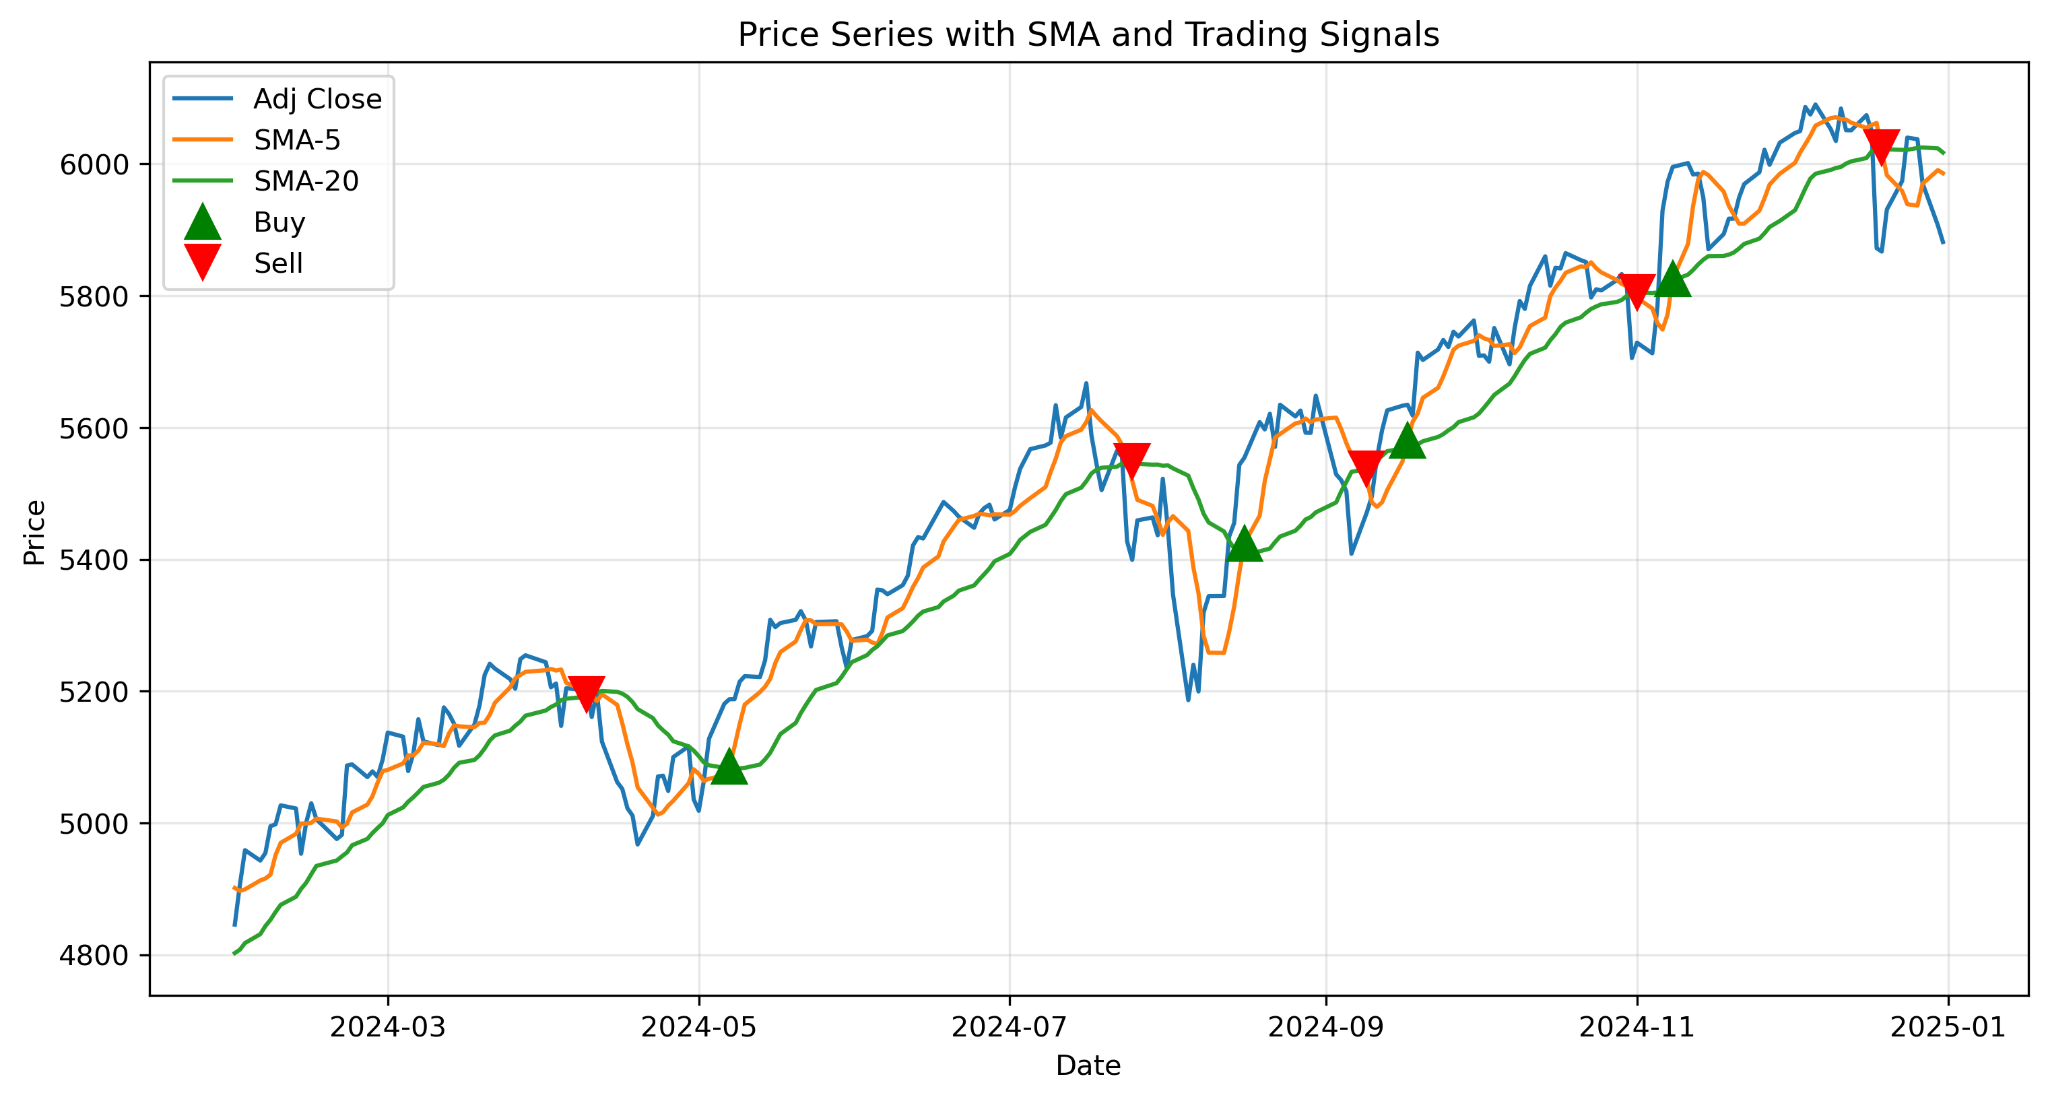 Price Series with SMA and Trading Signals
Adj Close
SMA-5
SMA-20
Buy
Sell
Price
6000
5800
5600
5400
5200
5000
4800
2024-03 2024-05 2024-07 2024-09 2024-11 2025-01
Date